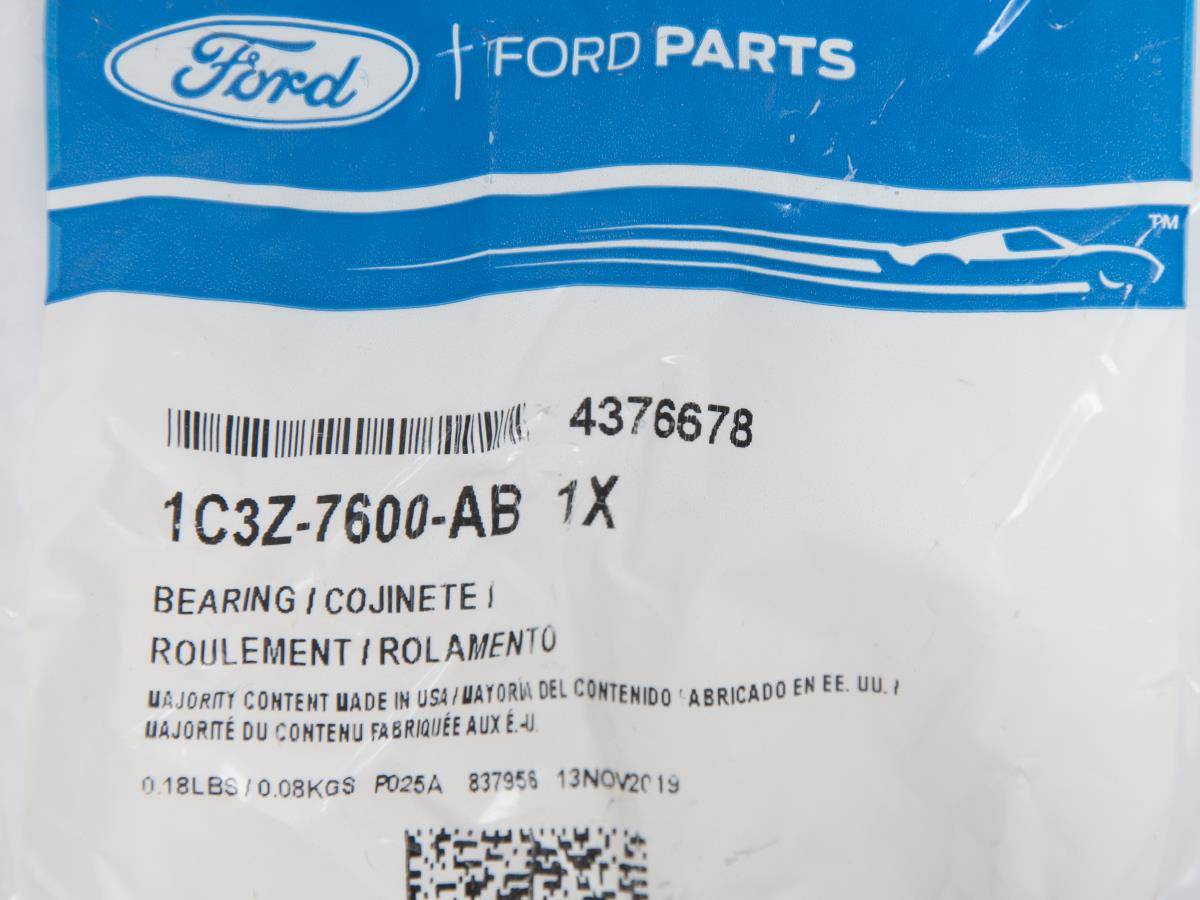 Ford FORD PARTS
TM
4376678
1C3Z-7600-AB 1X
BEARING / COJINETE /
ROULEMENT / ROLAMENTO
MAJORITY CONTENT MADE IN USA / MAYORIA DEL CONTENIDO FABRICADO EN EE. UU. /
MAJORITÉ DU CONTENU FABRIQUÉE AUX É.-U.
0.18LBS / 0.08KGS P025A 837956 13NOV2019